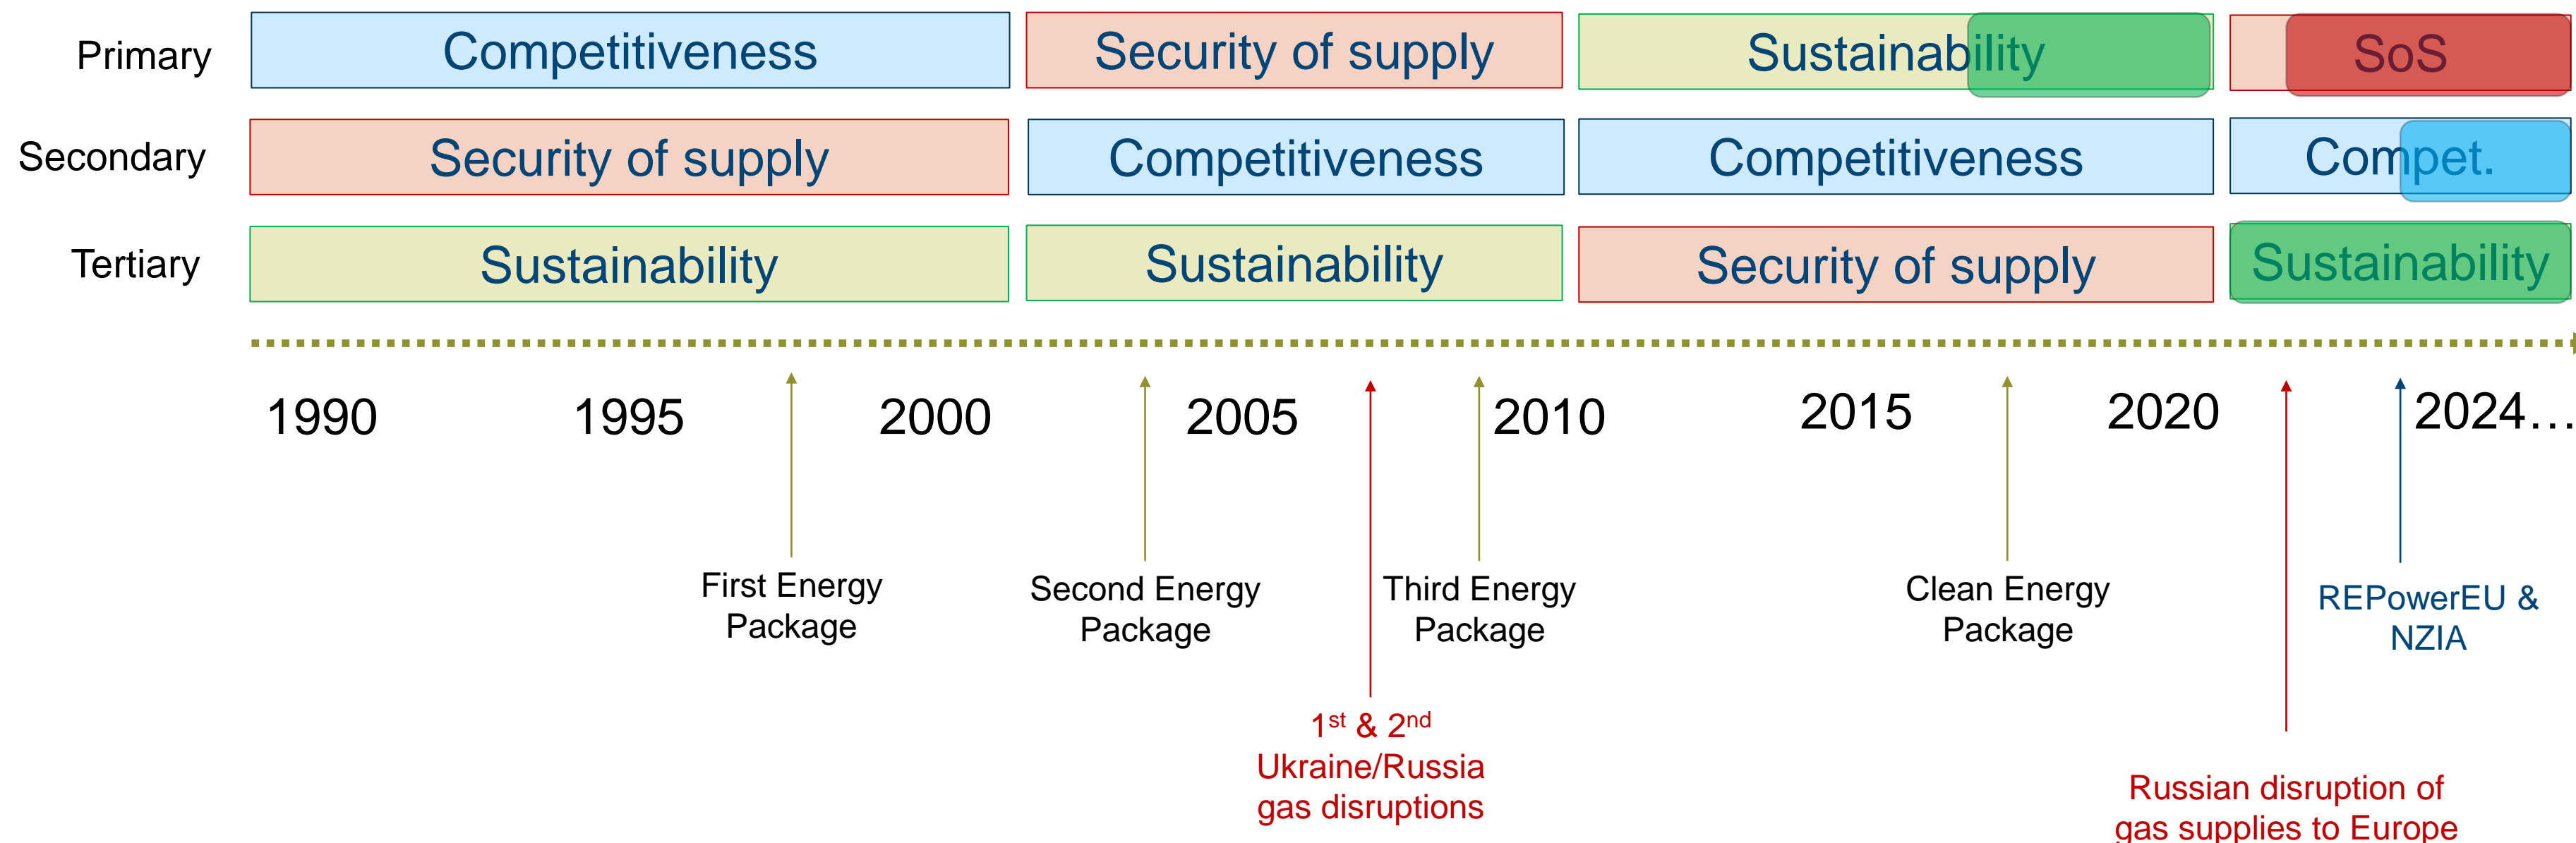 Primary
Competitiveness
Security of supply
Sustainability
SoS
Secondary
Security of supply
Competitiveness
Competitiveness
Compet.
Tertiary
Sustainability
Sustainability
Security of supply
Sustainability
1990
1995
2000
2005
2010
2015
2020
2024…
First Energy
Package
Second Energy
Package
Third Energy
Package
Clean Energy
Package
REPowerEU &
NZIA
1st & 2nd
Ukraine/Russia
gas disruptions
Russian disruption of
gas supplies to Europe